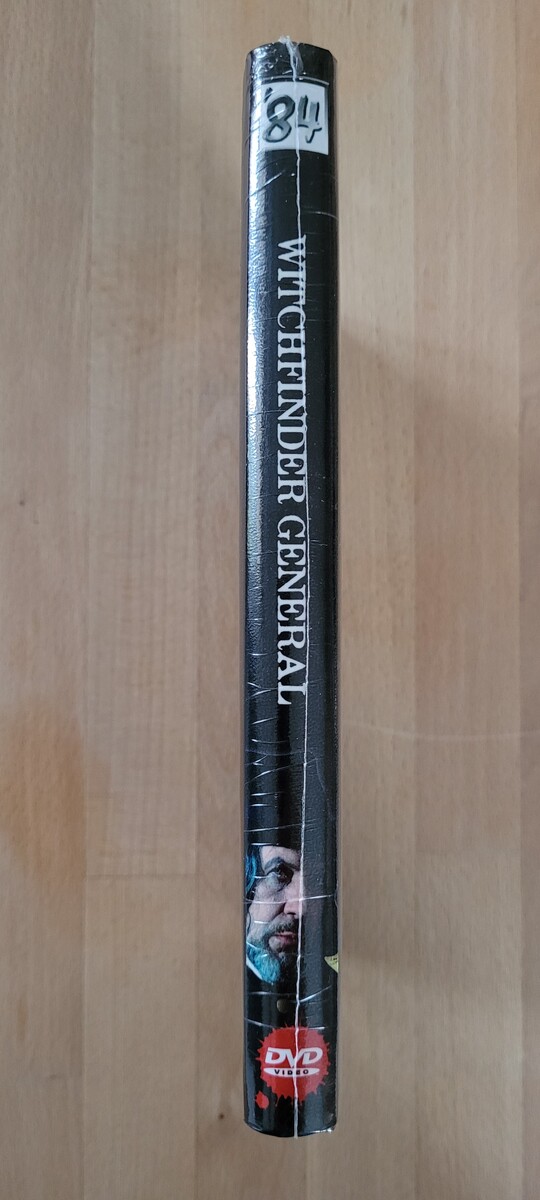 '84
WITCHFINDER GENERAL
DVD
VIDEO